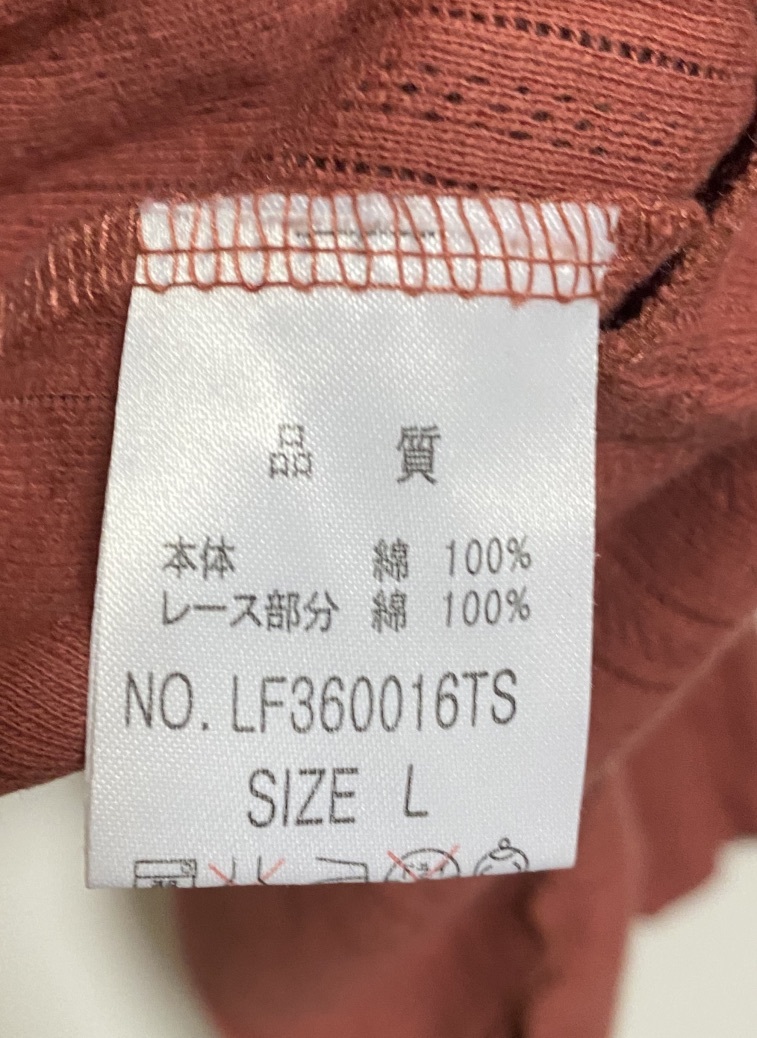 品 質
本体 綿 100%
レース部分 綿 100%
NO. LF360016TS
SIZE L